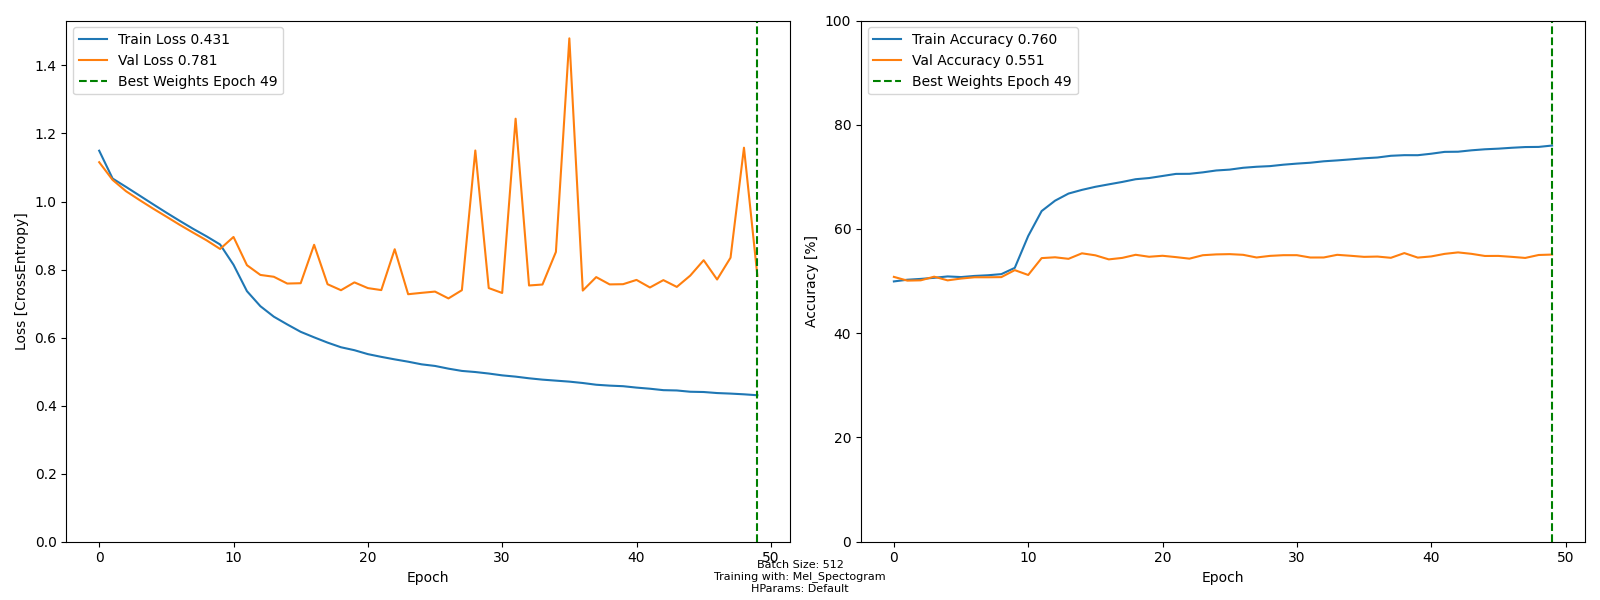 Train Loss 0.431
Val Loss 0.781
Best Weights Epoch 49
1.4
1.2
1.0
0.8
0.6
0.4
0.2
0.0
Loss [CrossEntropy]
0 10 20 30 40 50
Epoch
Train Accuracy 0.760
Val Accuracy 0.551
Best Weights Epoch 49
100
80
60
40
20
0
Accuracy [%]
0 10 20 30 40 50
Epoch
Batch Size: 512
Training with: Mel_Spectogram
HParams: Default